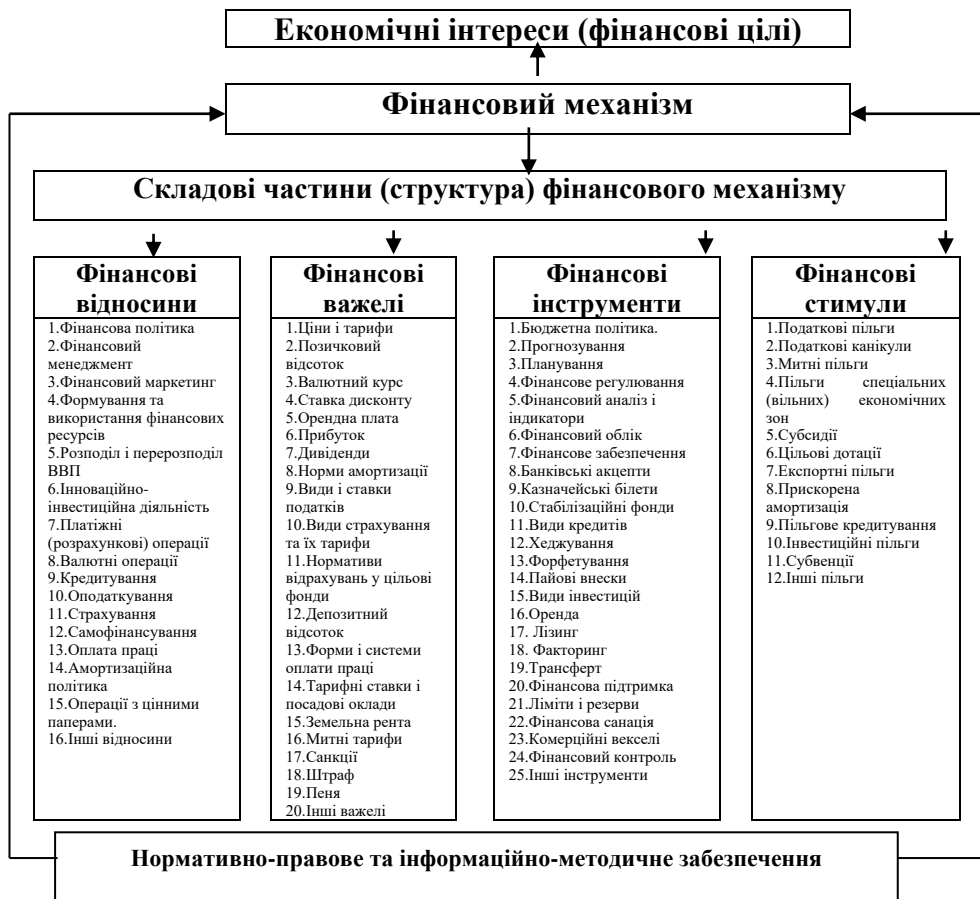 Економічні інтереси (фінансові цілі)
Фінансовий механізм
Складові частини (структура) фінансового механізму
Фінансові
відносини
1.Фінансова політика
2.Фінансовий
менеджмент
3.Фінансовий маркетинг
4.Формування та
використання фінансових
ресурсів
5.Розподіл і перерозподіл
ВВП
6.Інноваційно-
інвестиційна діяльність
7.Платіжні
(розрахункові) операції
8.Валютні операції
9.Кредитування
10.Оподаткування
11.Страхування
12.Самофінансування
13.Оплата праці
14.Амортизаційна
політика
15.Операції з цінними
паперами.
16.Інші відносини
Фінансові
важелі
1.Ціни і тарифи
2.Позичковий
відсоток
3.Валютний курс
4.Ставка дисконту
5.Орендна плата
6.Прибуток
7.Дивіденди
8.Норми амортизації
9.Види і ставки
податків
10.Види страхування
та їх тарифи
11.Нормативи
відрахувань у цільові
фонди
12.Депозитний
відсоток
13.Форми і системи
оплати праці
14.Тарифні ставки і
посадові оклади
15.Земельна рента
16.Митні тарифи
17.Санкції
18.Штраф
19.Пеня
20.Інші важелі
Фінансові
інструменти
1.Бюджетна політика.
2.Прогнозування
3.Планування
4.Фінансове регулювання
5.Фінансовий аналіз і
індикатори
6.Фінансовий облік
7.Фінансове забезпечення
8.Банківські акцепти
9.Казначейські білети
10.Стабілізаційні фонди
11.Види кредитів
12.Хеджування
13.Форфетування
14.Пайові внески
15.Види інвестицій
16.Оренда
17. Лізинг
18. Факторинг
19.Трансферт
20.Фінансова підтримка
21.Ліміти і резерви
22.Фінансова санація
23.Комерційні векселі
24.Фінансовий контроль
25.Інші інструменти
Фінансові
стимули
1.Податкові пільги
2.Податкові канікули
3.Митні пільги
4.Пільги спеціальних
(вільних) економічних
зон
5.Субсидії
6.Цільові дотації
7.Експортні пільги
8.Прискорена
амортизація
9.Пільгове кредитування
10.Інвестиційні пільги
11.Субвенції
12.Інші пільги
Нормативно-правове та інформаційно-методичне забезпечення